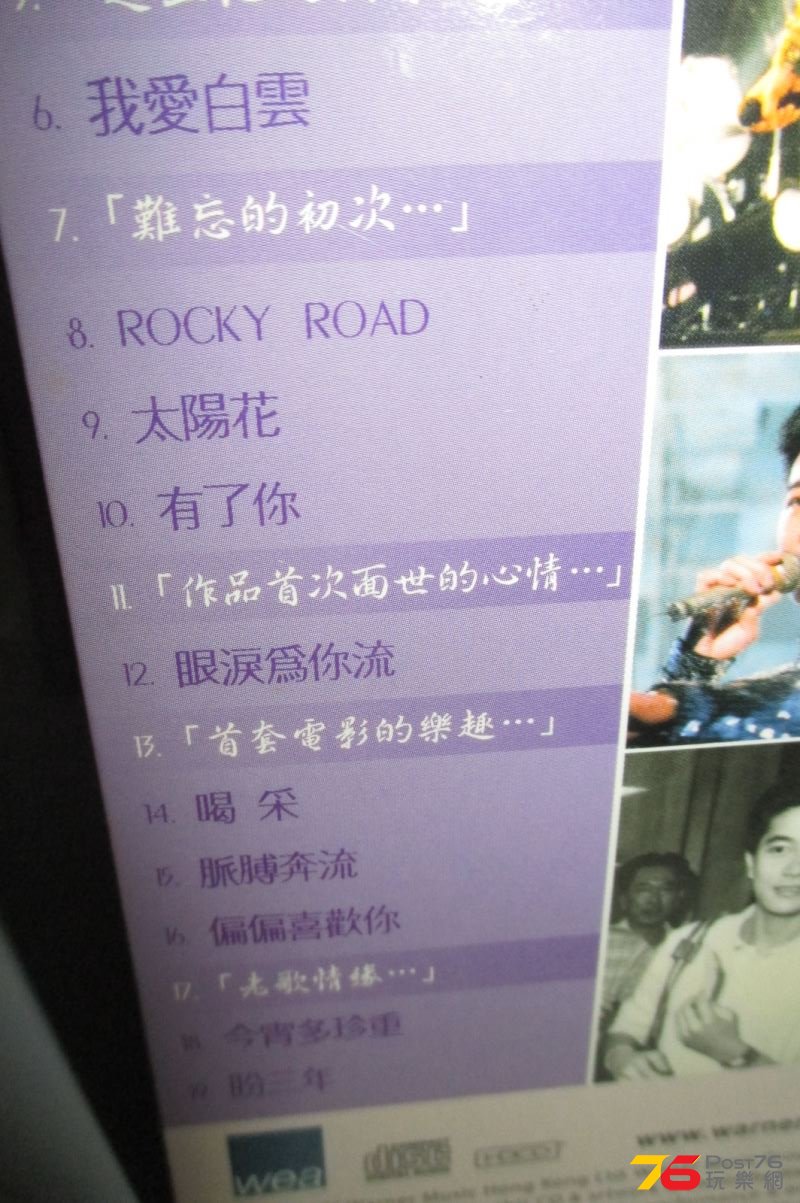 6. 我愛白雲
7.「難忘的初次…」
8. ROCKY ROAD
9. 太陽花
10. 有了你
11.「作品首次面世的心情…」
12. 眼淚爲你流
13.「首套電影的樂趣…」
14. 喝 采
15. 脈膊奔流
16. 偏偏喜歡你
17.「老歌情緣…」
18. 今宵多珍重
19. 盼三年
wea
HDCD
76 POST76
玩樂網